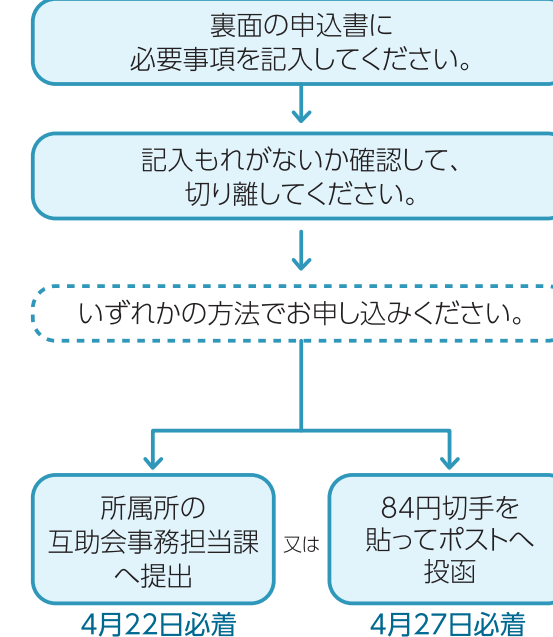 裏面の申込書に
必要事項を記入してください。
記入もれがないか確認して、
切り離してください。
いずれかの方法でお申し込みください。
所属所の
互助会事務担当課
へ提出
又は
84円切手を
貼ってポストへ
投函
4月22日必着
4月27日必着